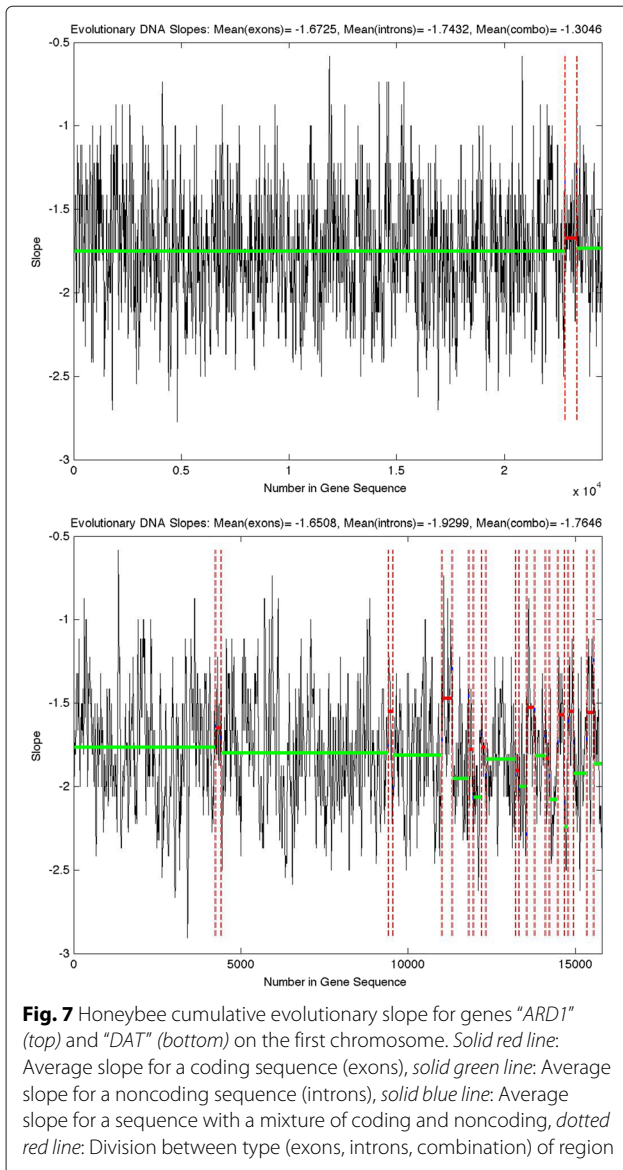 Evolutionary DNA Slopes: Mean(exons)= -1.6725, Mean(introns)= -1.7432, Mean(combo)= -1.3046
-0.5
-1
-1.5
-2
-2.5
-3
Slope
0
0.5
1
1.5
2
x 10^4
Number in Gene Sequence
Evolutionary DNA Slopes: Mean(exons)= -1.6508, Mean(introns)= -1.9299, Mean(combo)= -1.7646
-0.5
-1
-1.5
-2
-2.5
-3
Slope
0
5000
10000
15000
Number in Gene Sequence
Fig. 7 Honeybee cumulative evolutionary slope for genes “ARD1”
(top) and “DAT” (bottom) on the first chromosome. Solid red line:
Average slope for a coding sequence (exons), solid green line: Average
slope for a noncoding sequence (introns), solid blue line: Average
slope for a sequence with a mixture of coding and noncoding, dotted
red line: Division between type (exons, introns, combination) of region